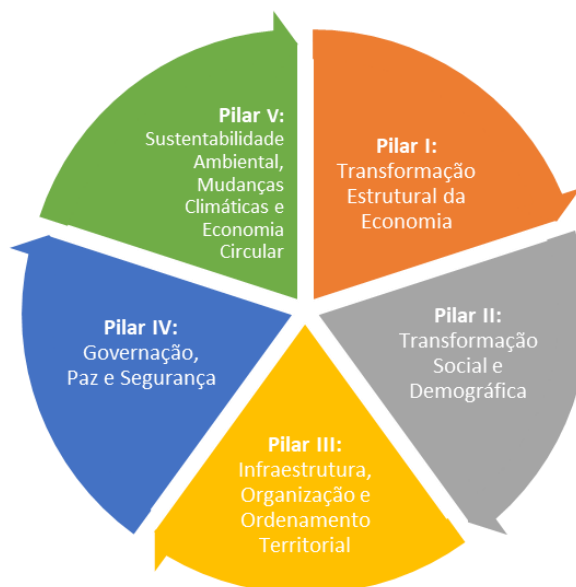 Pilar I:
Transformação
Estrutural da
Economia
Pilar II:
Transformação
Social e
Demográfica
Pilar III:
Infraestrutura,
Organização e
Ordenamento
Territorial
Pilar IV:
Governação,
Paz e Segurança
Pilar V:
Sustentabilidade
Ambiental,
Mudanças
Climáticas e
Economia
Circular